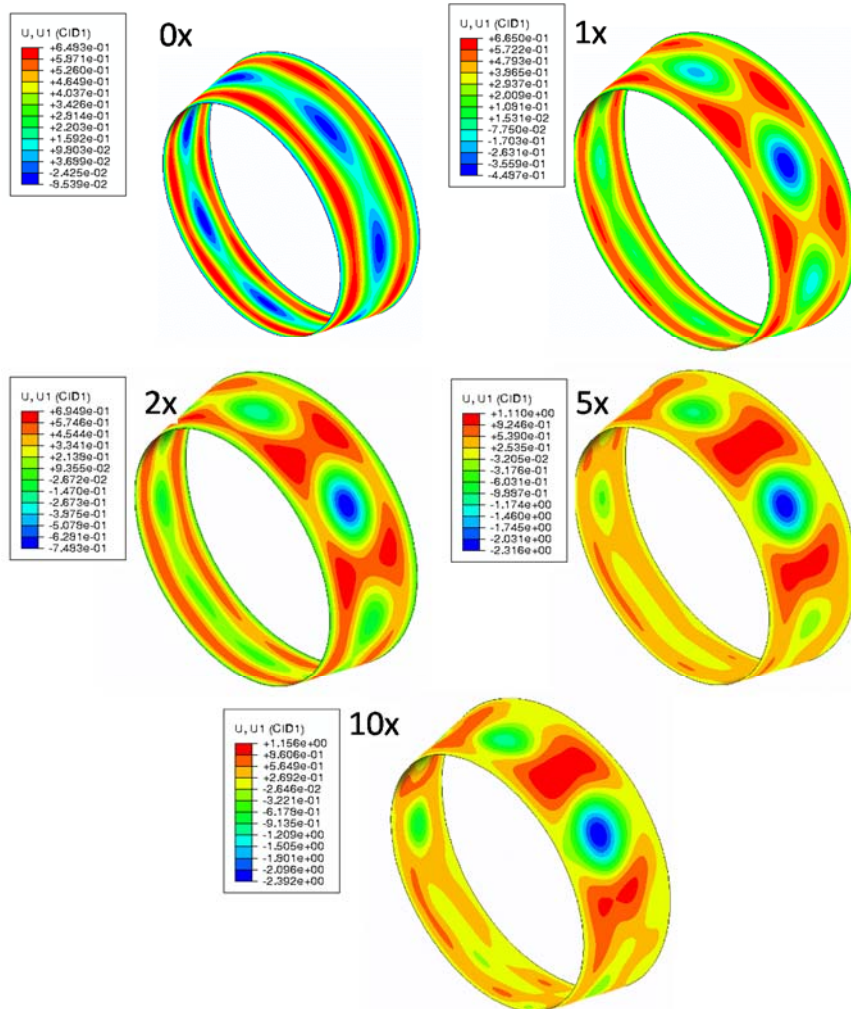 U, U1 (CID1)
+6.483e-01
+5.871e-01
+5.260e-01
+4.649e-01
+4.037e-01
+3.426e-01
+2.814e-01
+2.203e-01
+1.592e-01
+9.803e-02
+3.689e-02
-2.425e-02
-8.539e-02
0x
U, U1 (CID1)
+6.650e-01
+5.722e-01
+4.793e-01
+3.865e-01
+2.937e-01
+2.009e-01
+1.081e-01
+1.531e-02
-7.750e-02
-1.703e-01
-2.631e-01
-3.559e-01
-4.487e-01
1x
U, U1 (CID1)
+6.949e-01
+5.746e-01
+4.544e-01
+3.341e-01
+2.138e-01
+9.355e-02
-2.672e-02
-1.470e-01
-2.673e-01
-3.875e-01
-5.078e-01
-6.281e-01
-7.483e-01
2x
U, U1 (CID1)
+1.110e+00
+8.246e-01
+5.390e-01
+2.535e-01
-3.205e-02
-3.176e-01
-6.031e-01
-8.887e-01
-1.174e+00
-1.460e+00
-1.745e+00
-2.031e+00
-2.316e+00
5x
U, U1 (CID1)
+1.156e+00
+8.606e-01
+5.649e-01
+2.692e-01
-2.646e-02
-3.221e-01
-6.178e-01
-9.135e-01
-1.209e+00
-1.505e+00
-1.801e+00
-2.096e+00
-2.392e+00
10x